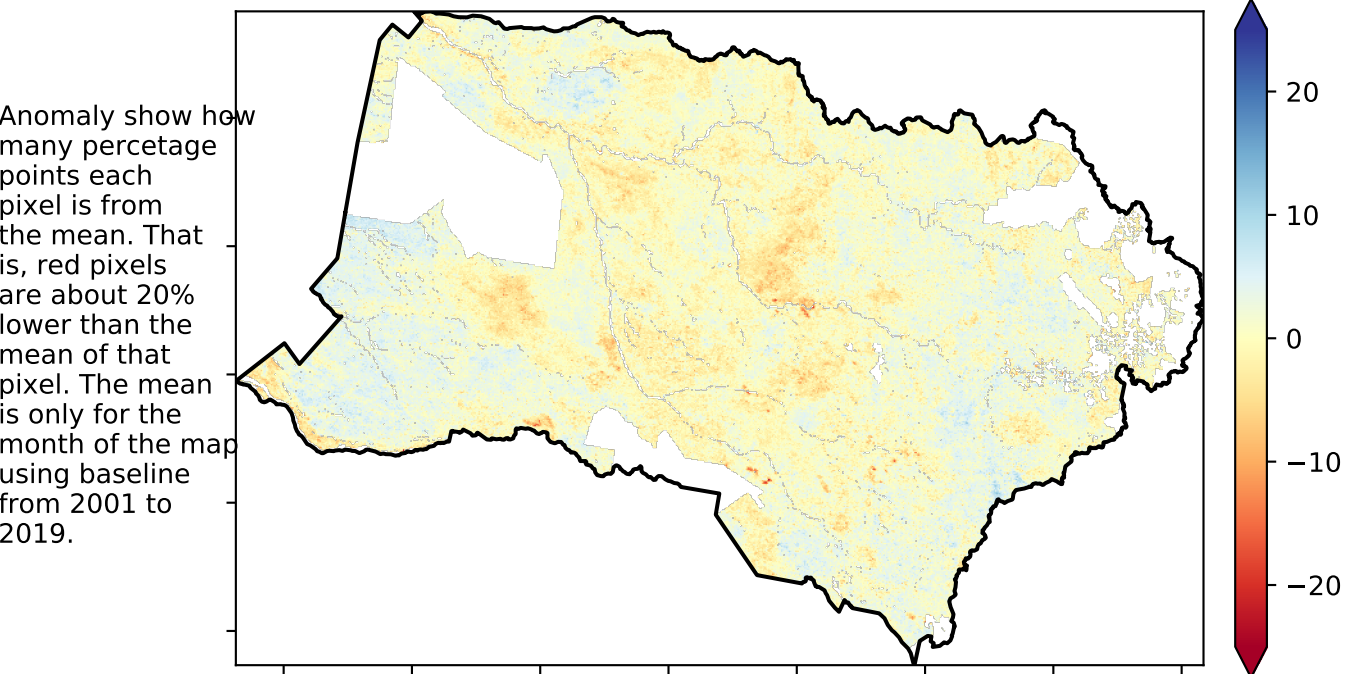 Anomaly show how
many percetage
points each
pixel is from
the mean. That
is, red pixels
are about 20%
lower than the
mean of that
pixel. The mean
is only for the
month of the map
using baseline
from 2001 to
2019.
20
10
0
−10
−20